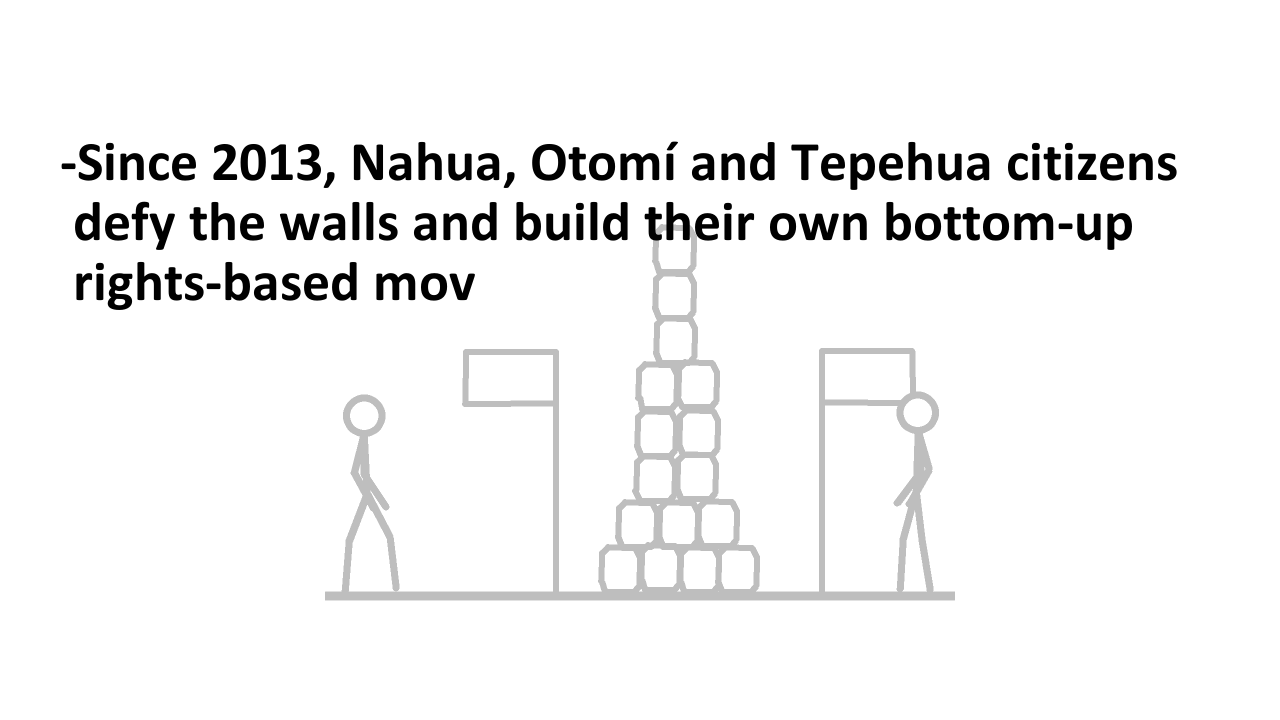 -Since 2013, Nahua, Otomí and Tepehua citizens
defy the walls and build their own bottom-up
rights-based mov